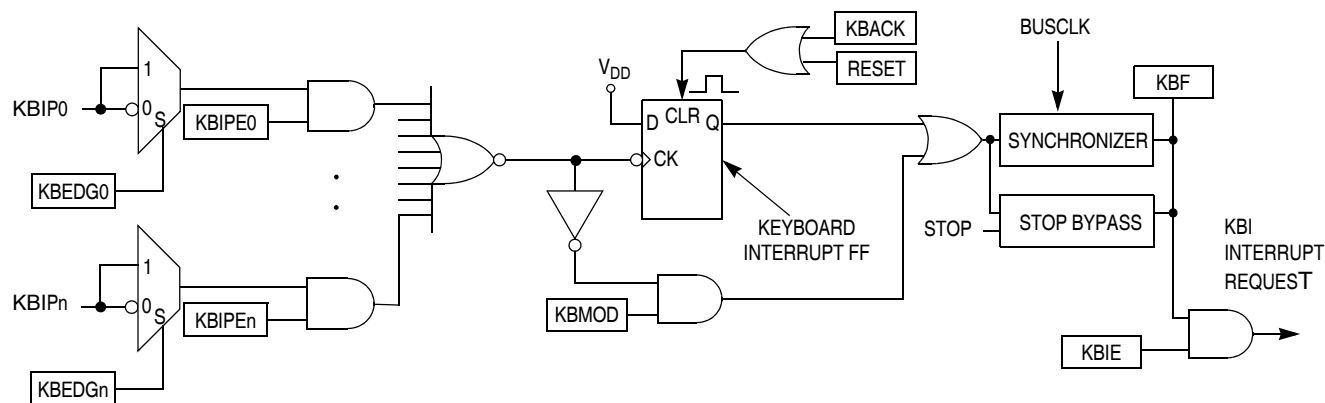 KBIP0
1
0
S
KBEDG0
KBIPE0
KBIPn
1
0
S
KBEDGn
KBIPEn
VDD
D
CLR
Q
CK
KBACK
RESET
KEYBOARD
INTERRUPT FF
KBMOD
BUSCLK
SYNCHRONIZER
STOP
STOP BYPASS
KBF
KBI
INTERRUPT
REQUEST
KBIE